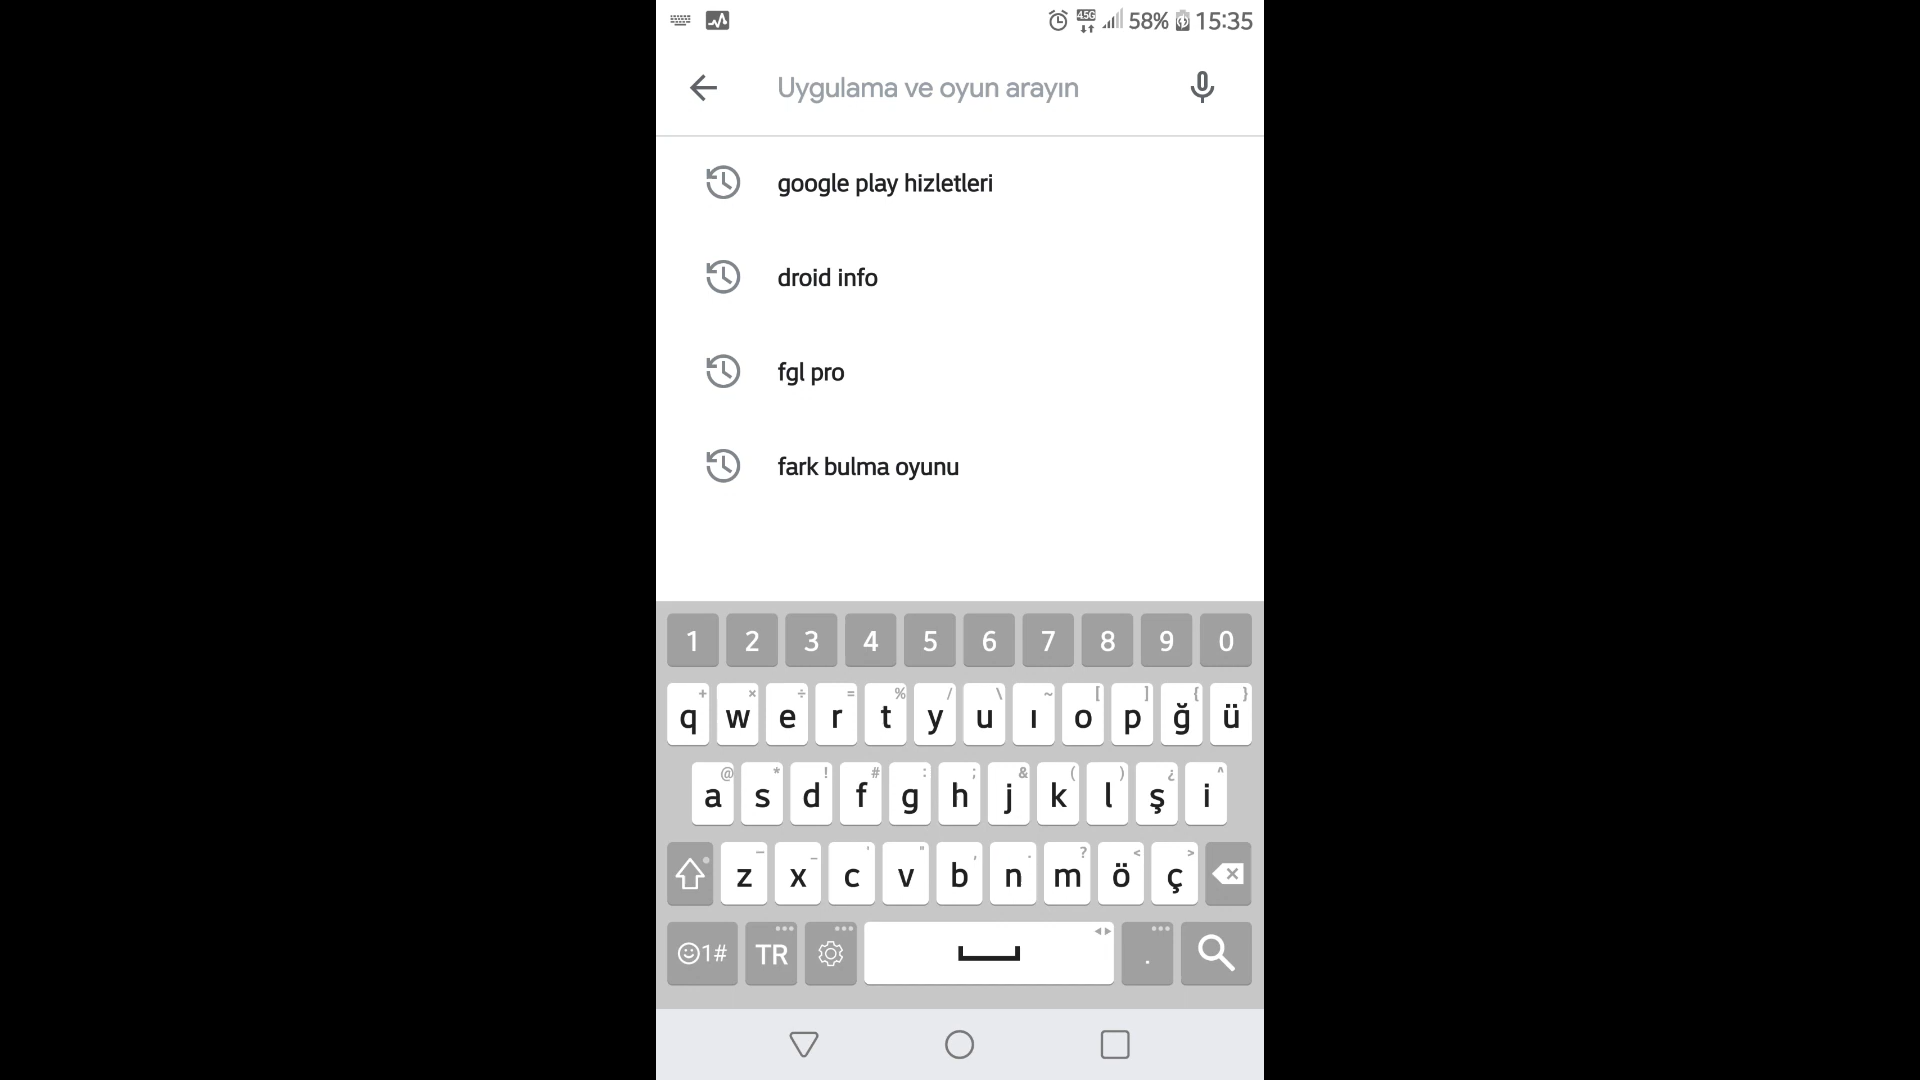 45G 58% 15:35
Uygulama ve oyun arayın
google play hizletleri
droid info
fgl pro
fark bulma oyunu
1 2 3 4 5 6 7 8 9 0
+ × ÷ = % / \ ~ [ ] { }
q w e r t y u ı o p ğ ü
@ * ! # : ; & ( ) ¿ ^
a s d f g h j k l ş i
– _ ' " , . ? < >
z x c v b n m ö ç
1# TR .